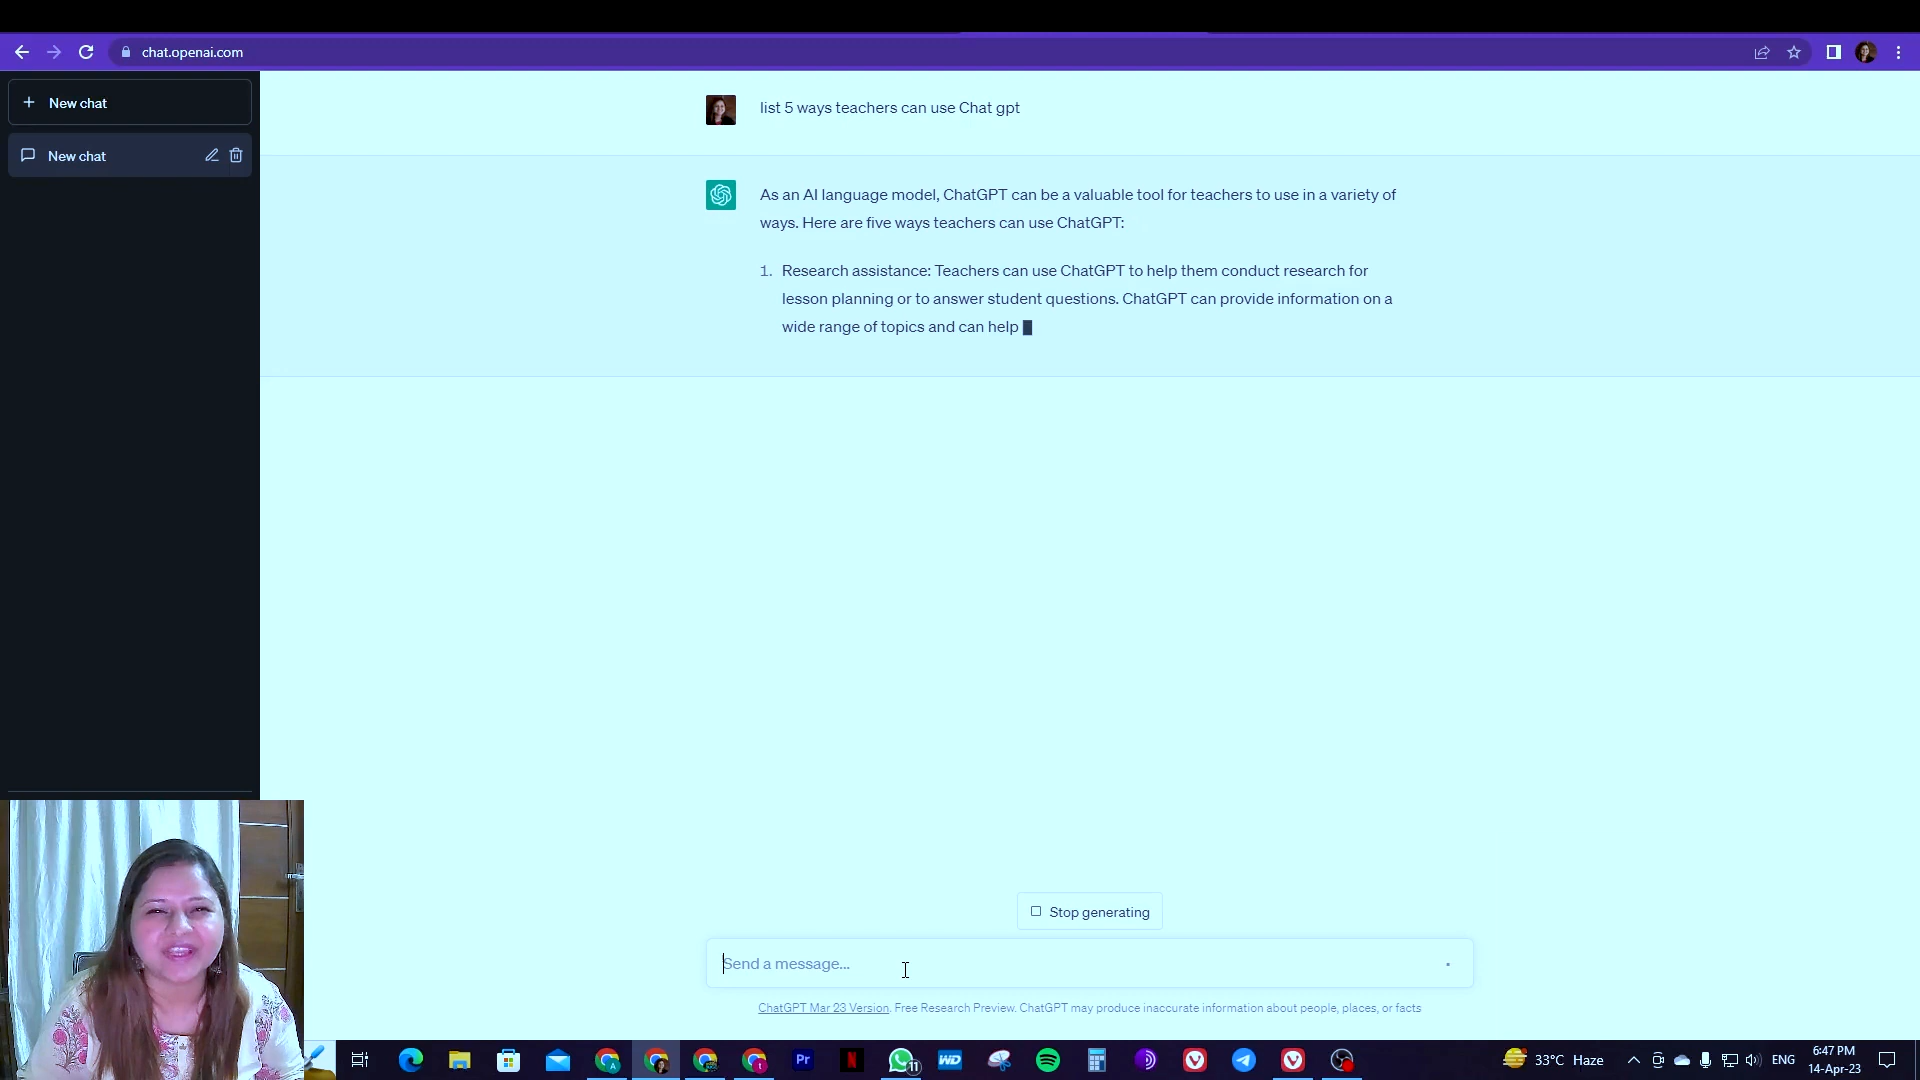 chat.openai.com
New chat
New chat
list 5 ways teachers can use Chat gpt
As an AI language model, ChatGPT can be a valuable tool for teachers to use in a variety of
ways. Here are five ways teachers can use ChatGPT:
1. Research assistance: Teachers can use ChatGPT to help them conduct research for
lesson planning or to answer student questions. ChatGPT can provide information on a
wide range of topics and can help
Stop generating
Send a message...
ChatGPT Mar 23 Version. Free Research Preview. ChatGPT may produce inaccurate information about people, places, or facts
A
t
Pr
N
11
WD
33°C Haze
ENG
6:47 PM
14-Apr-23